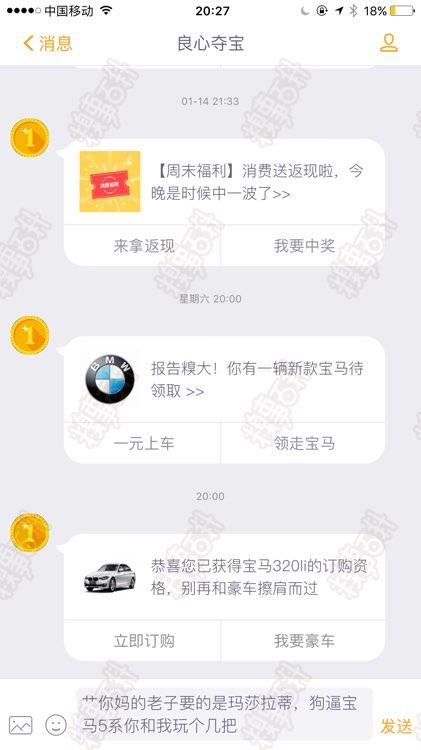 中国移动 20:27 18%
消息 良心夺宝
01-14 21:33
1
消费返现
【周末福利】消费送返现啦，今
晚是时候中一波了>>
来拿返现 我要中奖
星期六 20:00
1
BMW
报告糗大！你有一辆新款宝马待
领取 >>
一元上车 领走宝马
20:00
1
恭喜您已获得宝马320li的订购资
格，别再和豪车擦肩而过
立即订购 我要豪车
艹你妈的老子要的是玛莎拉蒂，狗逼宝
马5系你和我玩个几把
发送
糗事百科